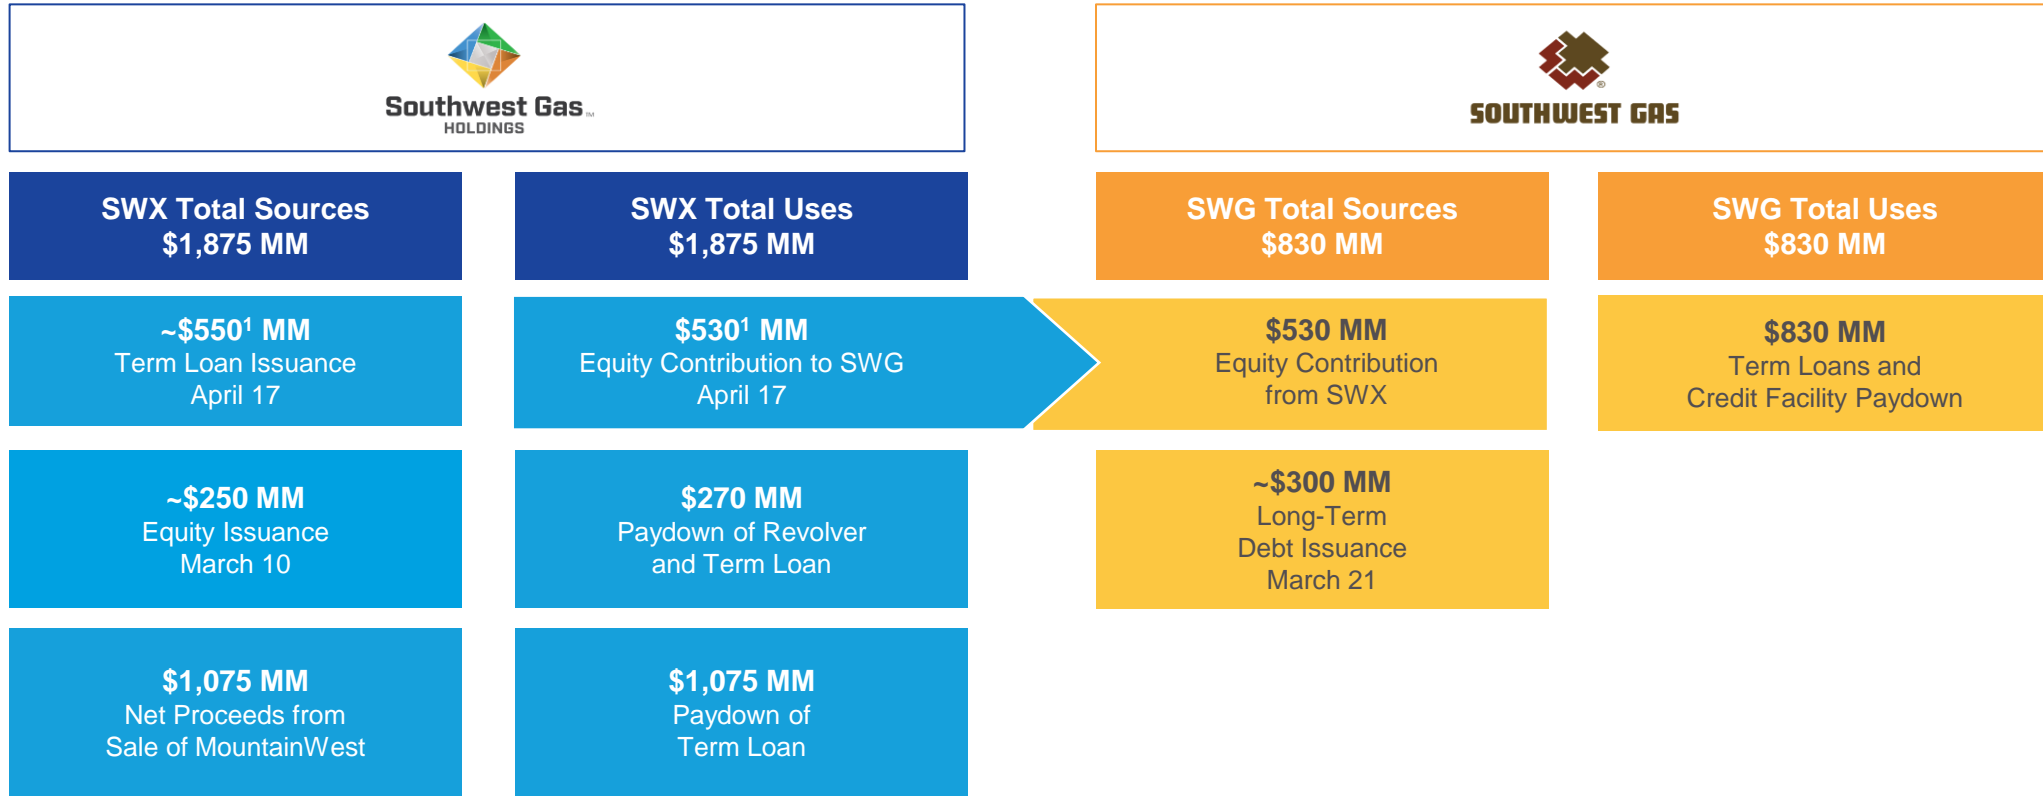 Southwest Gas™
HOLDINGS
SOUTHWEST GAS®
SWX Total Sources
$1,875 MM
SWX Total Uses
$1,875 MM
SWG Total Sources
$830 MM
SWG Total Uses
$830 MM
~$550¹ MM
Term Loan Issuance
April 17
$530¹ MM
Equity Contribution to SWG
April 17
$530 MM
Equity Contribution
from SWX
$830 MM
Term Loans and
Credit Facility Paydown
~$250 MM
Equity Issuance
March 10
$270 MM
Paydown of Revolver
and Term Loan
~$300 MM
Long-Term
Debt Issuance
March 21
$1,075 MM
Net Proceeds from
Sale of MountainWest
$1,075 MM
Paydown of
Term Loan